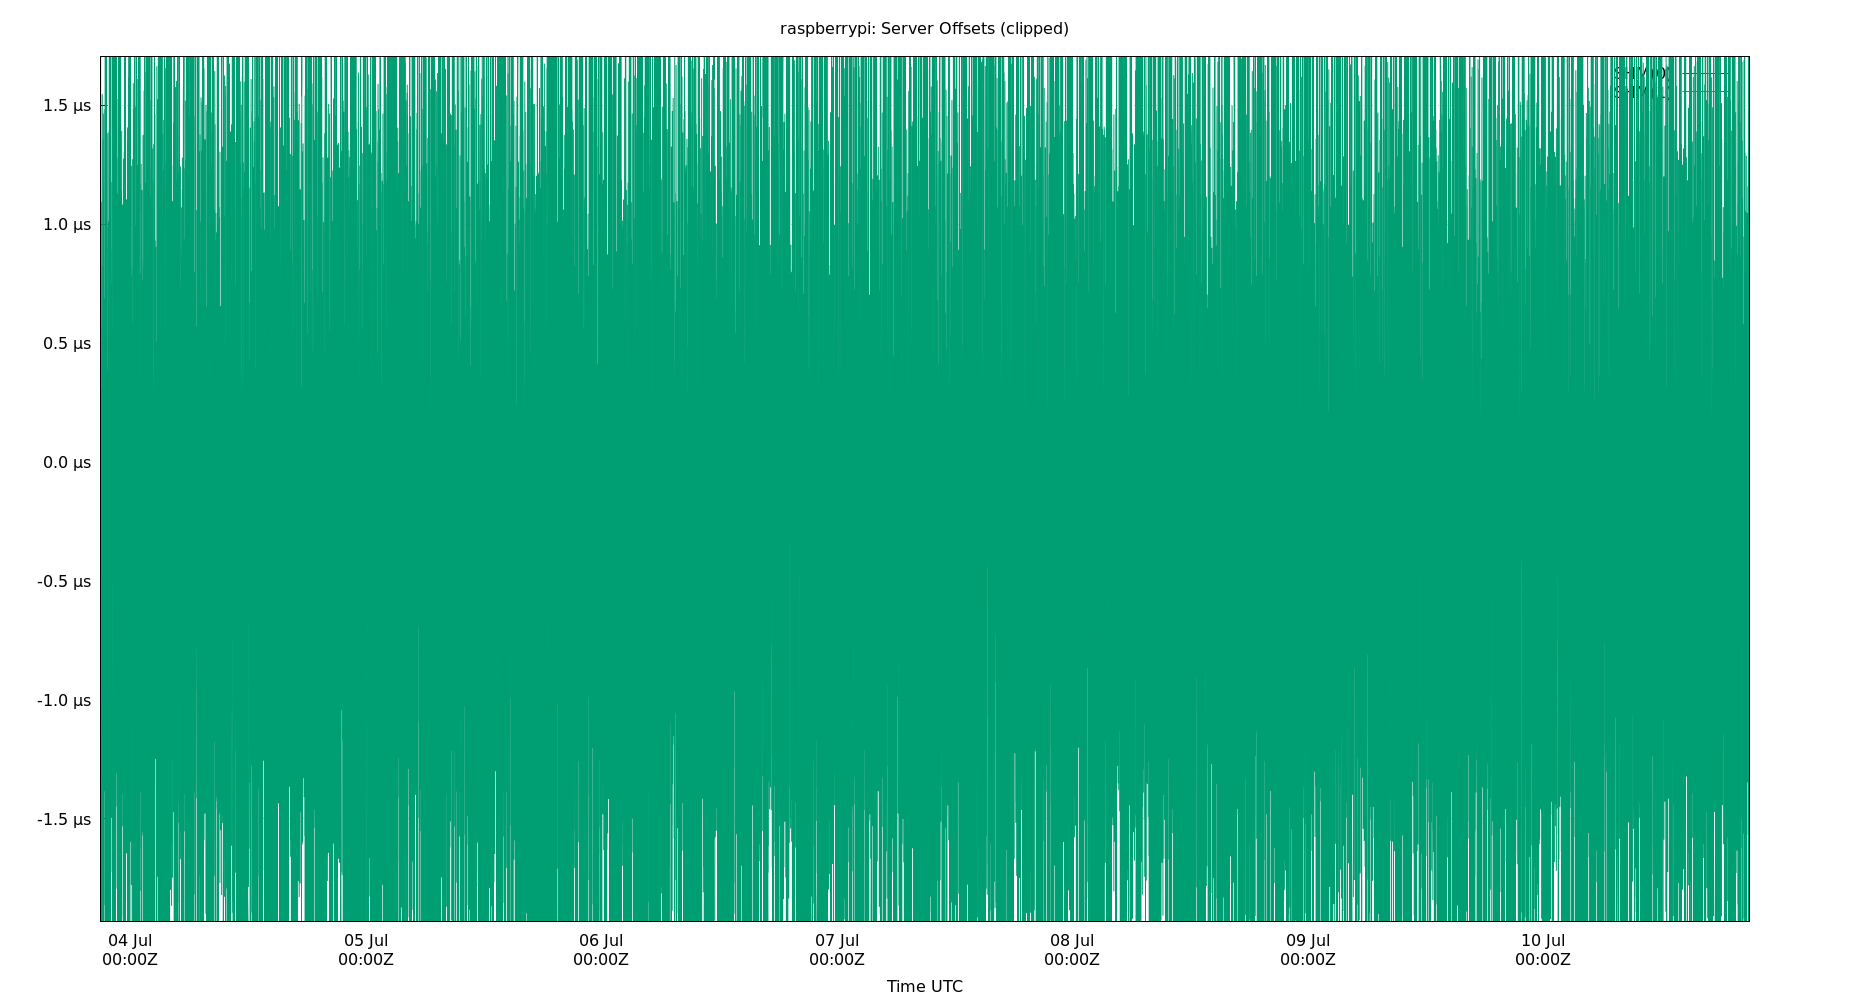 raspberrypi: Server Offsets (clipped)
1.5 µs
1.0 µs
0.5 µs
0.0 µs
-0.5 µs
-1.0 µs
-1.5 µs
04 Jul 05 Jul 06 Jul 07 Jul 08 Jul 09 Jul 10 Jul
00:00Z 00:00Z 00:00Z 00:00Z 00:00Z 00:00Z 00:00Z
Time UTC